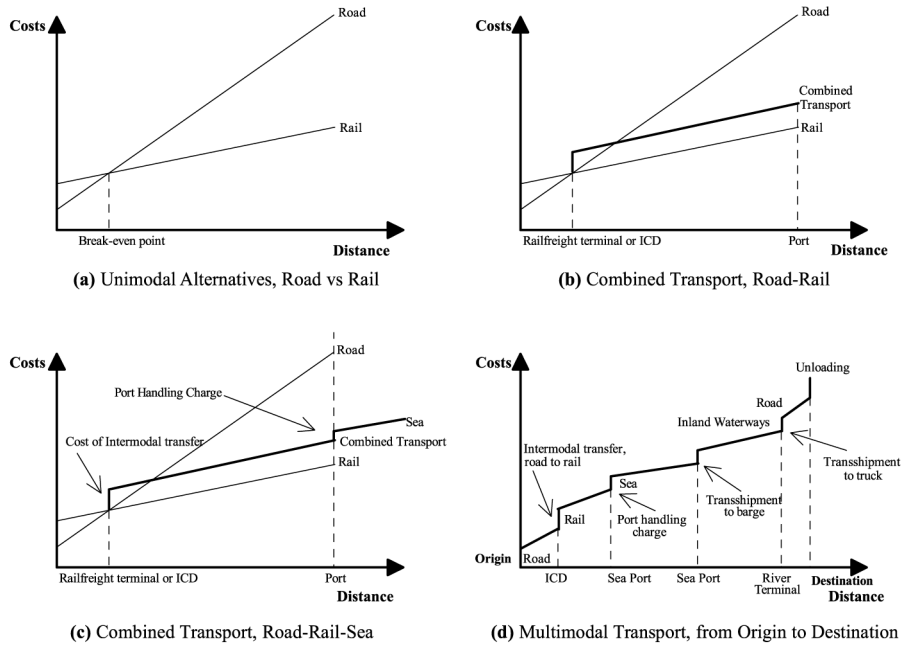 Costs
Road
Rail
Break-even point
Distance
(a) Unimodal Alternatives, Road vs Rail
Costs
Road
Combined
Transport
Rail
Railfreight terminal or ICD
Port
Distance
(b) Combined Transport, Road-Rail
Costs
Road
Port Handling Charge
Sea
Cost of Intermodal transfer
Combined Transport
Rail
Railfreight terminal or ICD
Port
Distance
(c) Combined Transport, Road-Rail-Sea
Costs
Unloading
Road
Inland Waterways
Intermodal transfer,
road to rail
Transshipment
to truck
Sea
Transshipment
to barge
Rail
Port handling
charge
Origin
Road
ICD
Sea Port
Sea Port
River
Terminal
Destination
Distance
(d) Multimodal Transport, from Origin to Destination